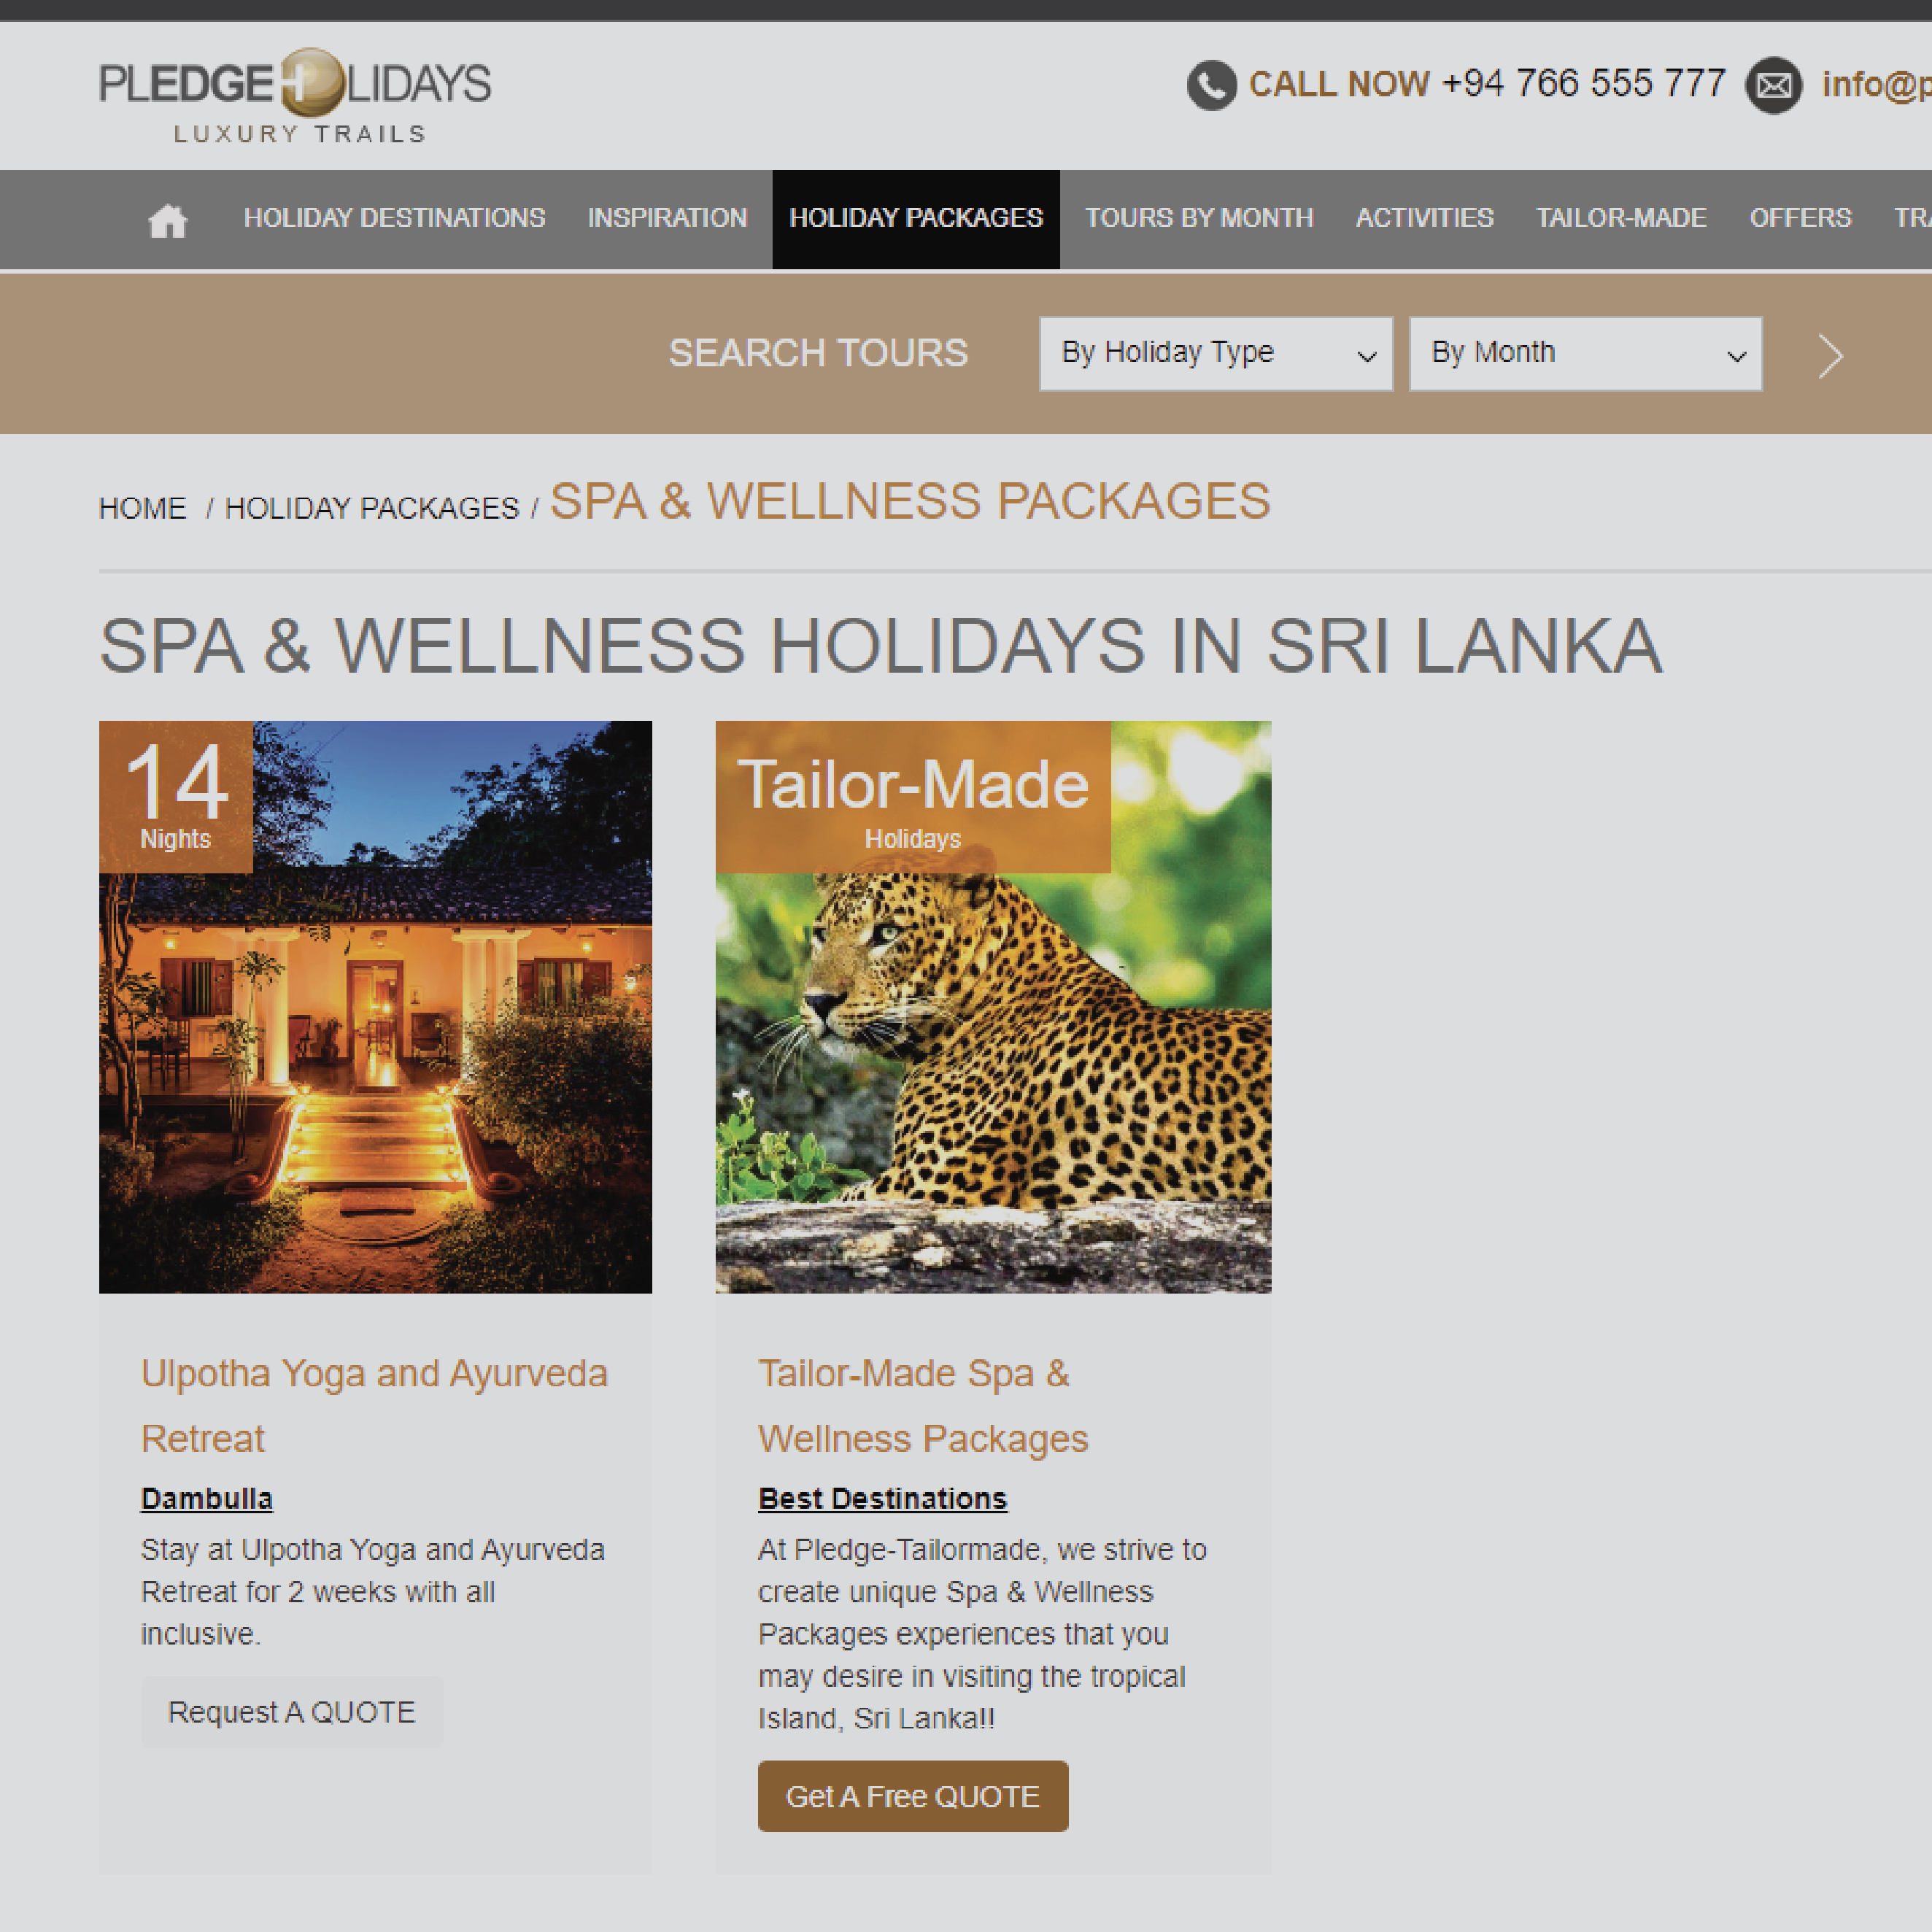 PLEDGE HOLIDAYS
LUXURY TRAILS
CALL NOW +94 766 555 777
HOLIDAY DESTINATIONS INSPIRATION HOLIDAY PACKAGES TOURS BY MONTH ACTIVITIES TAILOR-MADE OFFERS
SEARCH TOURS By Holiday Type By Month
HOME / HOLIDAY PACKAGES / SPA & WELLNESS PACKAGES
SPA & WELLNESS HOLIDAYS IN SRI LANKA
14
Nights
Tailor-Made
Holidays
Ulpotha Yoga and Ayurveda
Retreat
Dambulla
Stay at Ulpotha Yoga and Ayurveda
Retreat for 2 weeks with all
inclusive.
Request A QUOTE
Tailor-Made Spa &
Wellness Packages
Best Destinations
At Pledge-Tailormade, we strive to
create unique Spa & Wellness
Packages experiences that you
may desire in visiting the tropical
Island, Sri Lanka!!
Get A Free QUOTE